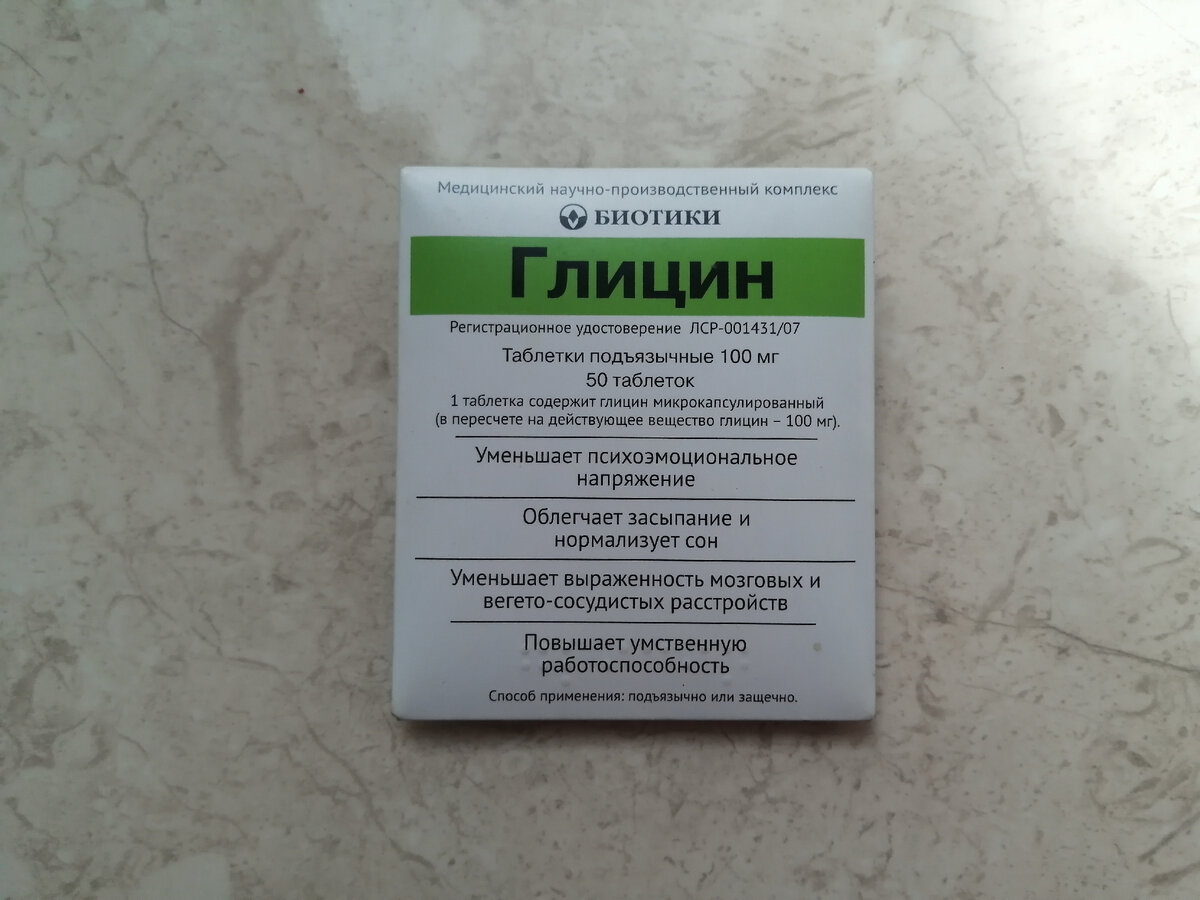 Медицинский научно-производственный комплекс
БИОТИКИ
Глицин
Регистрационное удостоверение ЛСР-001431/07
Таблетки подъязычные 100 мг
50 таблеток
1 таблетка содержит глицин микрокапсулированный
(в пересчете на действующее вещество глицин – 100 мг).
Уменьшает психоэмоциональное
напряжение
Облегчает засыпание и
нормализует сон
Уменьшает выраженность мозговых и
вегето-сосудистых расстройств
Повышает умственную
работоспособность
Способ применения: подъязычно или защечно.